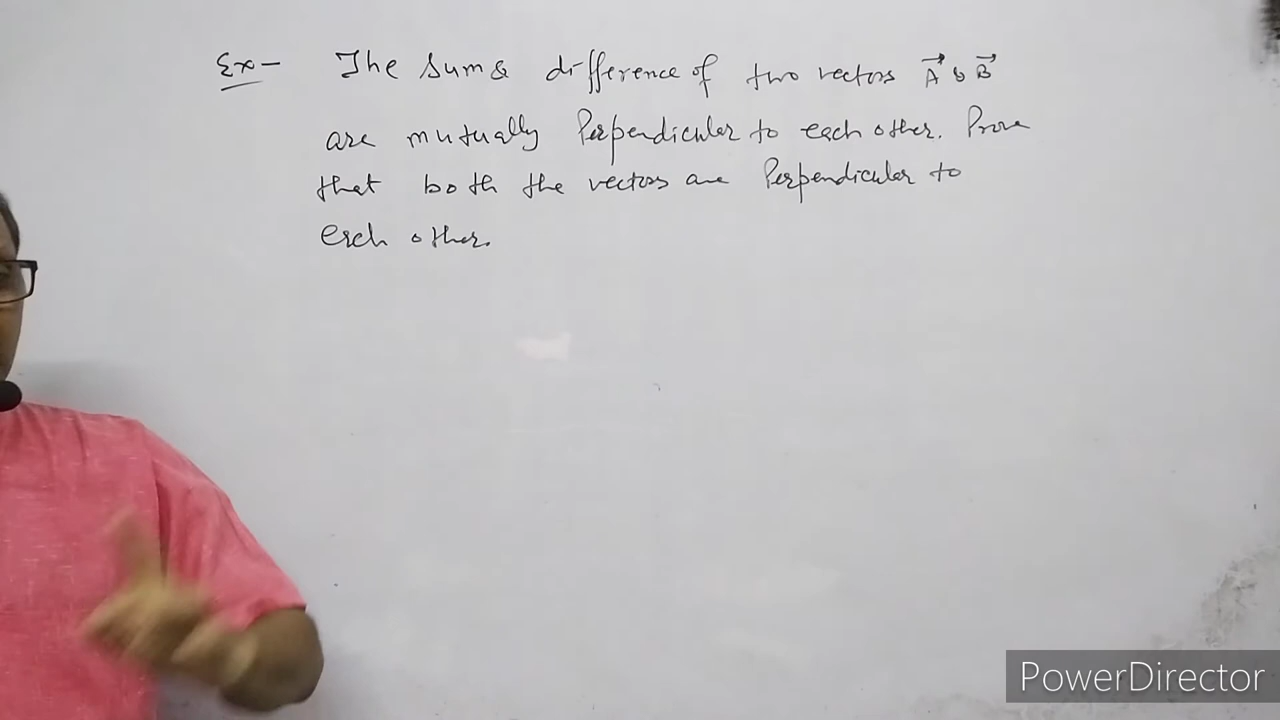 Ex- The sum & difference of two vectors A⃗ & B⃗
are mutually Perpendicular to each other. Prove
that both the vectors are Perpendicular to
each other.
PowerDirector